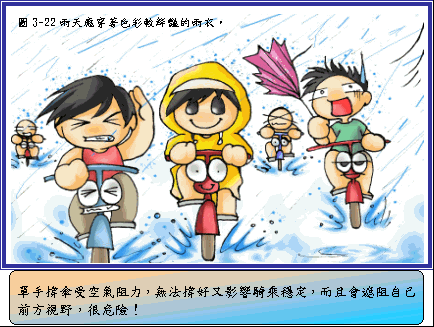 圖 3-22 雨天應穿著色彩較鮮豔的雨衣。
單手撐傘受空氣阻力，無法撐好又影響騎乘穩定，而且會遮阻自己
前方視野，很危險！